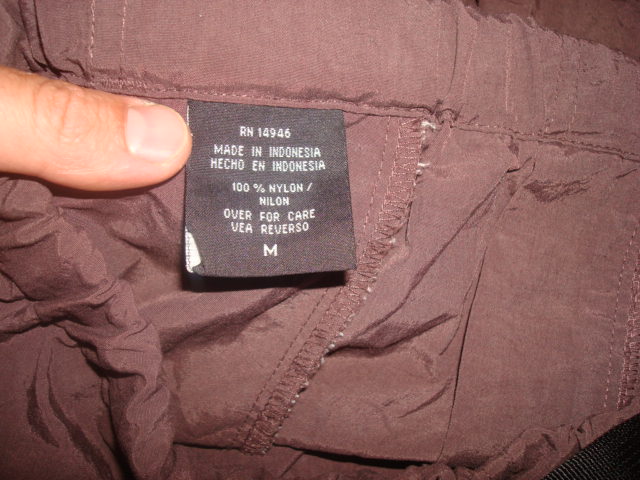 RN 14946
MADE IN INDONESIA
HECHO EN INDONESIA
100 % NYLON /
NILON
OVER FOR CARE
VEA REVERSO
M